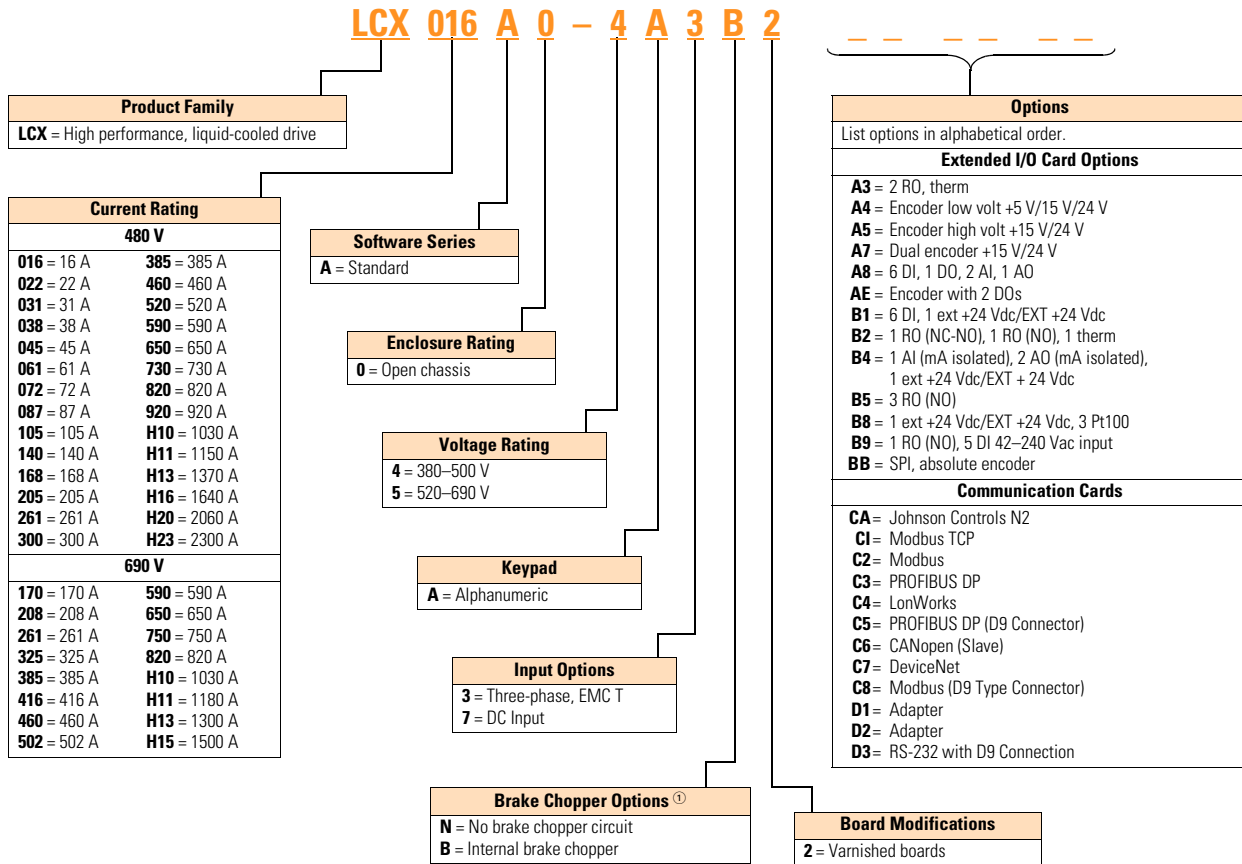 LCX 016 A 0 – 4 A 3 B 2 _ _ _ _ _ _
Product Family
LCX = High performance, liquid-cooled drive
Current Rating
480 V
016 = 16 A 385 = 385 A
022 = 22 A 460 = 460 A
031 = 31 A 520 = 520 A
038 = 38 A 590 = 590 A
045 = 45 A 650 = 650 A
061 = 61 A 730 = 730 A
072 = 72 A 820 = 820 A
087 = 87 A 920 = 920 A
105 = 105 A H10 = 1030 A
140 = 140 A H11 = 1150 A
168 = 168 A H13 = 1370 A
205 = 205 A H16 = 1640 A
261 = 261 A H20 = 2060 A
300 = 300 A H23 = 2300 A
690 V
170 = 170 A 590 = 590 A
208 = 208 A 650 = 650 A
261 = 261 A 750 = 750 A
325 = 325 A 820 = 820 A
385 = 385 A H10 = 1030 A
416 = 416 A H11 = 1180 A
460 = 460 A H13 = 1300 A
502 = 502 A H15 = 1500 A
Software Series
A = Standard
Enclosure Rating
0 = Open chassis
Voltage Rating
4 = 380–500 V
5 = 520–690 V
Keypad
A = Alphanumeric
Input Options
3 = Three-phase, EMC T
7 = DC Input
Brake Chopper Options ①
N = No brake chopper circuit
B = Internal brake chopper
Board Modifications
2 = Varnished boards
Options
List options in alphabetical order.
Extended I/O Card Options
A3 = 2 RO, therm
A4 = Encoder low volt +5 V/15 V/24 V
A5 = Encoder high volt +15 V/24 V
A7 = Dual encoder +15 V/24 V
A8 = 6 DI, 1 DO, 2 AI, 1 AO
AE = Encoder with 2 DOs
B1 = 6 DI, 1 ext +24 Vdc/EXT +24 Vdc
B2 = 1 RO (NC-NO), 1 RO (NO), 1 therm
B4 = 1 AI (mA isolated), 2 AO (mA isolated),
1 ext +24 Vdc/EXT + 24 Vdc
B5 = 3 RO (NO)
B8 = 1 ext +24 Vdc/EXT +24 Vdc, 3 Pt100
B9 = 1 RO (NO), 5 DI 42–240 Vac input
BB = SPI, absolute encoder
Communication Cards
CA = Johnson Controls N2
CI = Modbus TCP
C2 = Modbus
C3 = PROFIBUS DP
C4 = LonWorks
C5 = PROFIBUS DP (D9 Connector)
C6 = CANopen (Slave)
C7 = DeviceNet
C8 = Modbus (D9 Type Connector)
D1 = Adapter
D2 = Adapter
D3 = RS-232 with D9 Connection